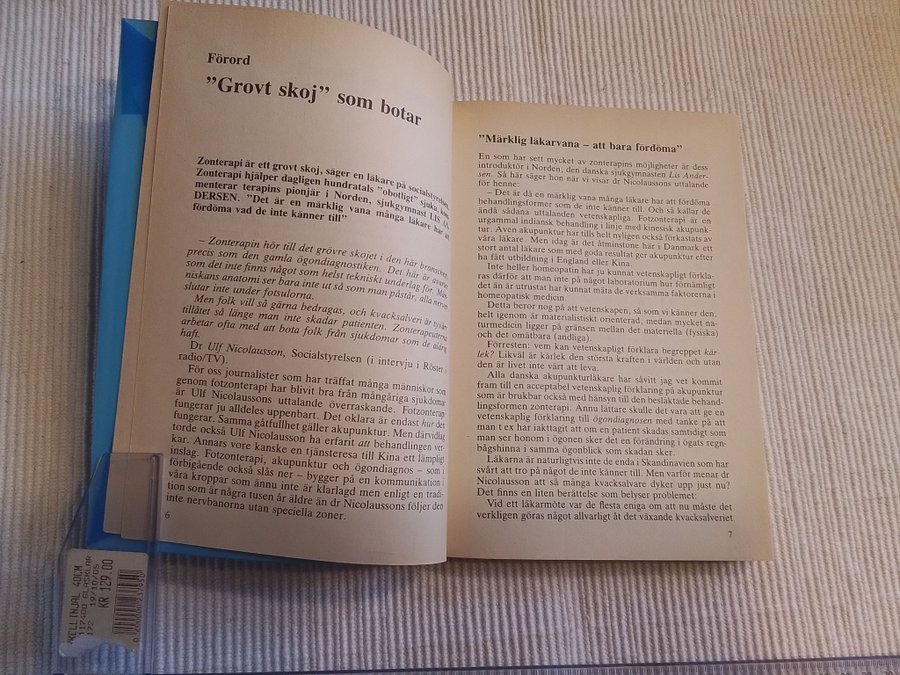 Förord
”Grovt skoj” som botar
Zonterapi är ett grovt skoj, säger en läkare på socialstyrelsen.
Zonterapi hjälper dagligen hundratals ”obotligt” sjuka,
menterar terapins pionjär i Norden, sjukgymnast LIS
DERSEN. ”Det är en märklig vana många läkare har att
fördöma vad de inte känner till”
– Zonterapin hör till det grövre skojet i den här branschen
precis som den gamla ögondiagnostiken. Det här är
som det inte finns något som helst tekniskt underlag för.
niskans anatomi ser bara inte ut så som man påstår, alla
slutar inte under fotsulorna.
Men folk vill så gärna bedragas, och kvacksalveri är
tillåtet så länge man inte skadar patienten. Zonterapeuterna
arbetar ofta med att bota folk från sjukdomar som de aldrig
haft.
Dr Ulf Nicolausson, Socialstyrelsen (i intervju i Röster i
radio/TV).
För oss journalister som har träffat många människor som
genom fotzonterapi har blivit bra från mångåriga sjukdomar
är Ulf Nicolaussons uttalande överraskande. Fotzonterapi
fungerar ju alldeles uppenbart. Det oklara är endast hur det
fungerar. Samma gåtfullhet gäller akupunktur. Men därvidlag
torde också Ulf Nicolausson ha erfarit att behandlingen ver-
kar. Annars vore kanske en tjänsteresa till Kina ett lämpligt
inslag. Fotzonterapi, akupunktur och ögondiagnos – som i
förbigående också slås ner – bygger på en kommunikation i
våra kroppar som ännu inte är klarlagd men enligt en tradi-
tion som är några tusen år äldre än dr Nicolaussons följer den
inte nervbanorna utan speciella zoner.
6
”Märklig läkarvana – att bara fördöma”
En som har sett mycket av zonterapins möjligheter är dess
introduktör i Norden, den danska sjukgymnasten Lis Ander-
sen. Så här säger hon när vi visar dr Nicolaussons uttalande
för henne:
– Det är då en märklig vana många läkare har att fördöma
behandlingsformer som de inte känner till. Och så kallar de
ändå sådana uttalanden vetenskapliga. Fotzonterapi är en
urgammal indiansk behandling i linje med kinesisk akupunk-
tur. Även akupunktur har tills helt nyligen också förkastats av
våra läkare. Men idag är det åtminstone här i Danmark ett
stort antal läkare som med goda resultat ger akupunktur efter
ha fått utbildning i England eller Kina.
Inte heller homeopatin har ju kunnat vetenskapligt förkla-
ras därför att man inte på något laboratorium hur förnämligt
det än är utrustat har kunnat mäta de verksamma faktorerna i
homeopatisk medicin.
Detta beror nog på att vetenskapen, så som vi känner den,
helt igenom är materialistiskt orienterad, medan mycket na-
turmedicin ligger på gränsen mellan det materiella (fysiska)
och det omätbara (andliga).
Förresten: vem kan vetenskapligt förklara begreppet kär-
lek? Likväl är kärlek den största kraften i världen och utan
den är livet inte värt att leva.
Alla danska akupunkturläkare har såvitt jag vet kommit
fram till en acceptabel vetenskaplig förklaring på akupunktur
som är brukbar också med hänsyn till den besläktade behand-
lingsformen zonterapi. Ännu lättare skulle det vara att ge en
vetenskaplig förklaring till ögondiagnosen med tanke på att
man t ex har iakttagit att om en patient skadas samtidigt som
man ser honom i ögonen sker det en förändring i ögats regn-
bågshinna i samma ögonblick som skadan sker.
Läkarna är naturligtvis inte de enda i Skandinavien som har
svårt att tro på något de inte känner till. Men varför menar dr
Nicolausson att så många kvacksalvare dyker upp just nu?
Det finns en liten berättelse som belyser problemet:
Vid ett läkarmöte var de flesta eniga om att nu måste det
verkligen göras något allvarligt åt det växande kvacksalveriet
7
KELLINJAL 40CM
GLASKLAR
172 19/10/05
KR 129.00